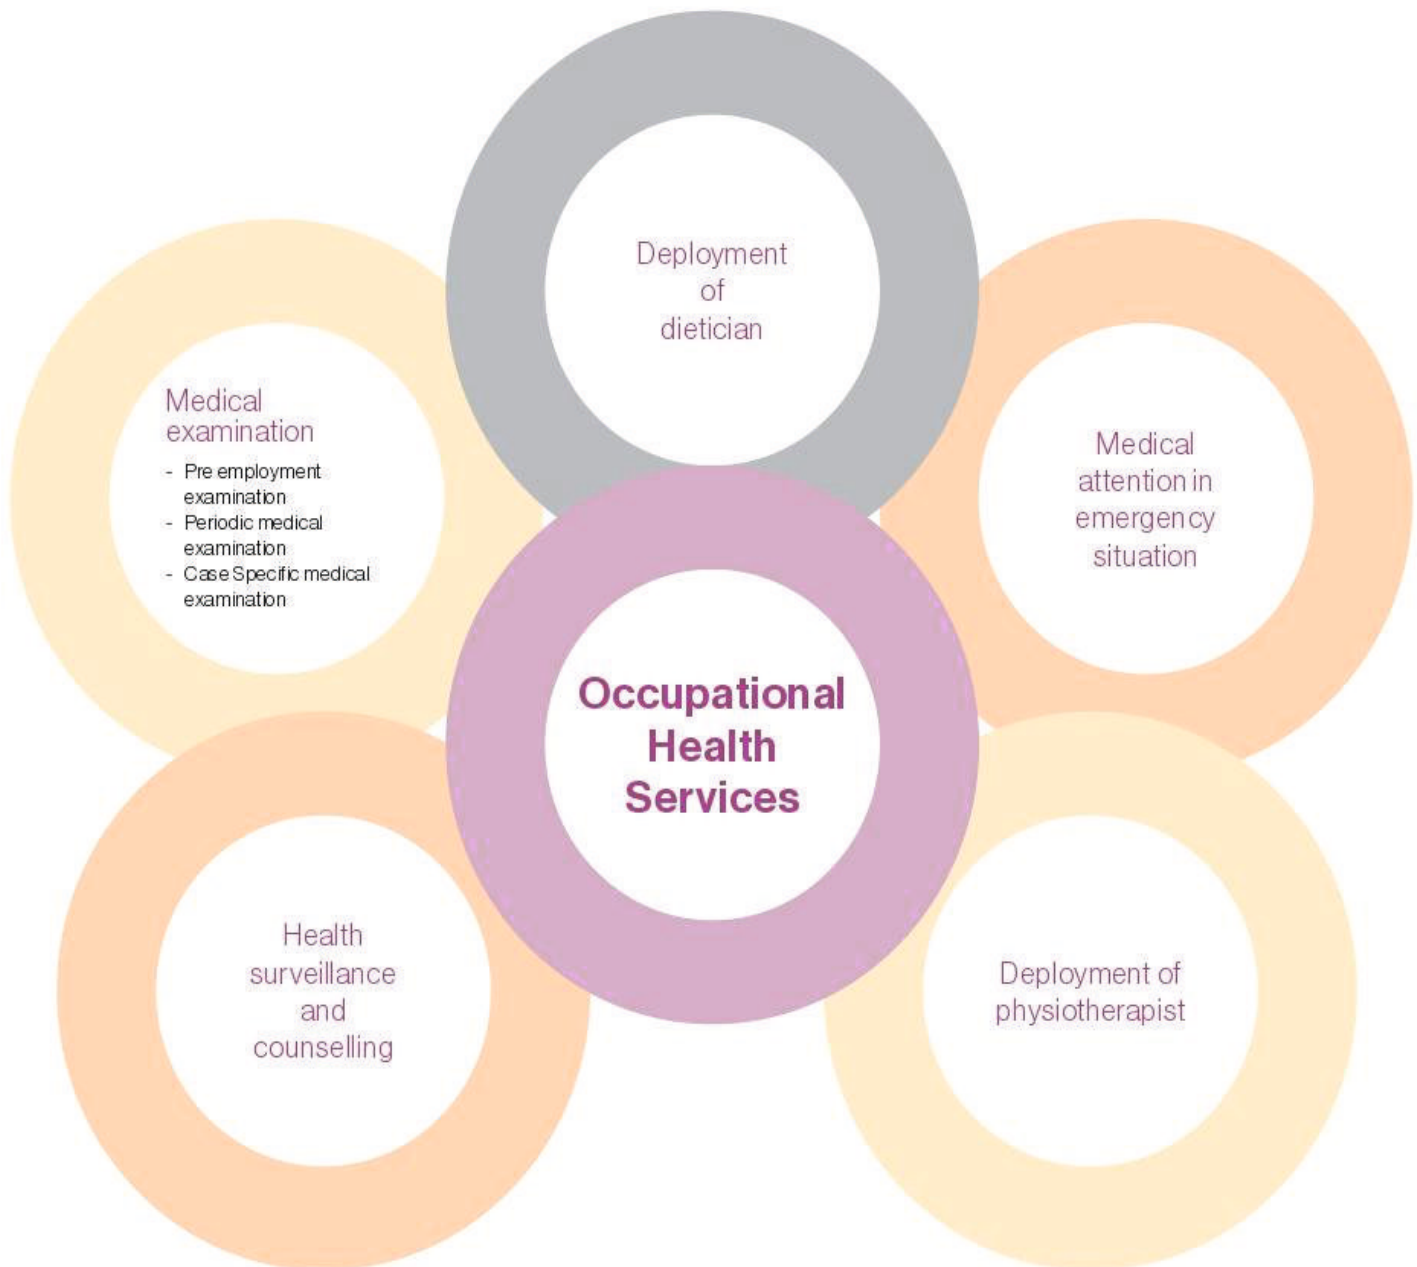 Deployment
of
dietician
Medical
examination
- Pre employment
examination
- Periodic medical
examination
- Case Specific medical
examination
Medical
attention in
emergency
situation
Occupational
Health
Services
Health
surveillance
and
counselling
Deployment of
physiotherapist